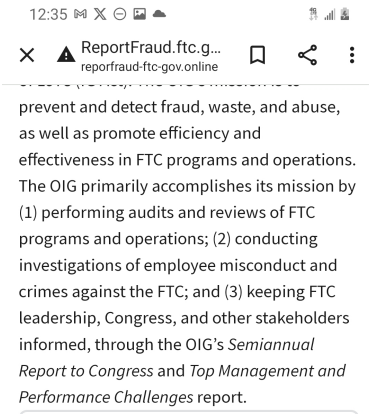 12:35
ReportFraud.ftc.g...
reportfraud-ftc-gov.online
prevent and detect fraud, waste, and abuse,
as well as promote efficiency and
effectiveness in FTC programs and operations.
The OIG primarily accomplishes its mission by
(1) performing audits and reviews of FTC
programs and operations; (2) conducting
investigations of employee misconduct and
crimes against the FTC; and (3) keeping FTC
leadership, Congress, and other stakeholders
informed, through the OIG’s Semiannual
Report to Congress and Top Management and
Performance Challenges report.